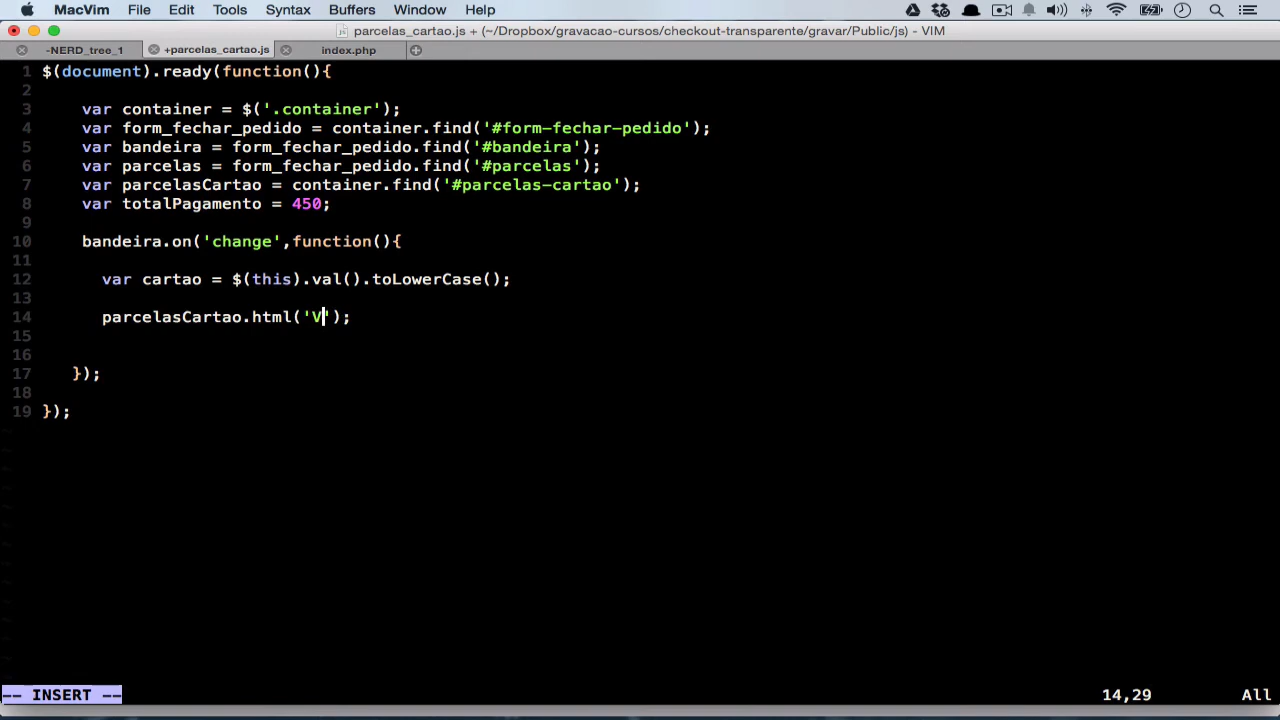 MacVim File Edit Tools Syntax Buffers Window Help
parcelas_cartao.js + (~/Dropbox/gravacao-cursos/checkout-transparente/gravar/Public/js) - VIM
-NERD_tree_1 +parcelas_cartao.js index.php
1 $(document).ready(function(){
2
3 var container = $('.container');
4 var form_fechar_pedido = container.find('#form-fechar-pedido');
5 var bandeira = form_fechar_pedido.find('#bandeira');
6 var parcelas = form_fechar_pedido.find('#parcelas');
7 var parcelasCartao = container.find('#parcelas-cartao');
8 var totalPagamento = 450;
9
10 bandeira.on('change',function(){
11
12 var cartao = $(this).val().toLowerCase();
13
14 parcelasCartao.html('V');
15
16
17 });
18
19 });
-- INSERT -- 14,29 All